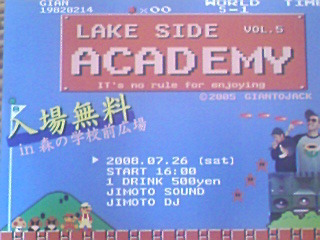 GIAN WORLD TIME
19820214 ×00 5-1
LAKE SIDE VOL.5
ACADEMY
IT's no rule for enjoying
©2005 GIANTOJACK
入場無料
in 森の学校前広場
2008.07.26 (sat)
START 16:00
1 DRINK 500yen
JIMOTO SOUND
JIMOTO DJ